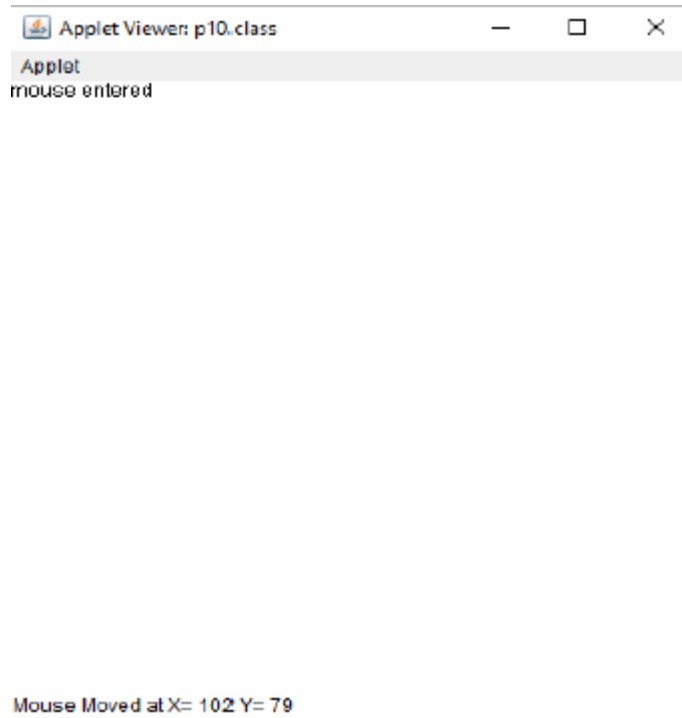 Applet Viewer: p10.class
Applet
mouse entered
Mouse Moved at X= 102 Y= 79